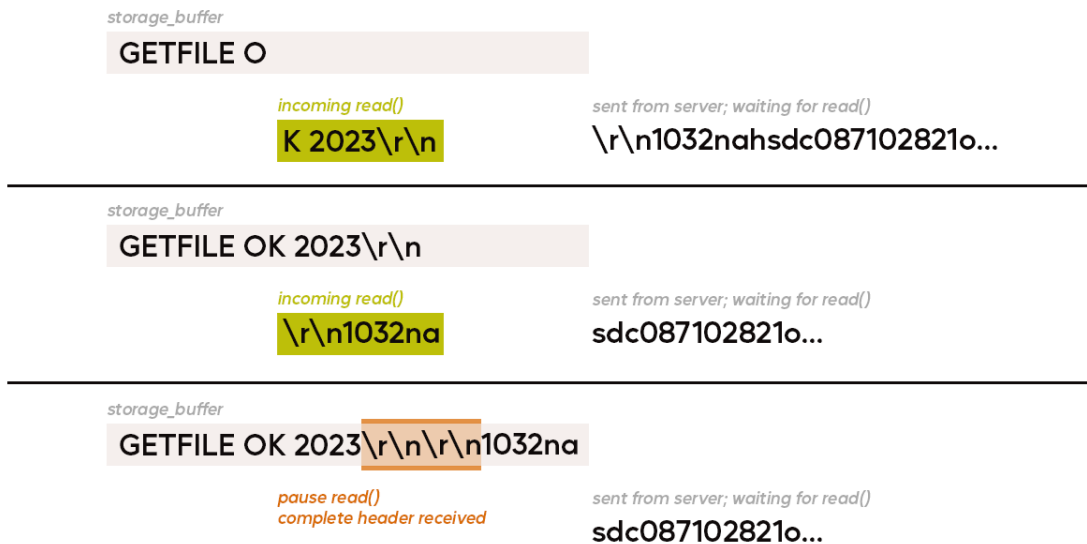 storage_buffer
GETFILE O
incoming read()
sent from server; waiting for read()
K 2023\r\n
\r\n1032nahsdc087102821o...
storage_buffer
GETFILE OK 2023\r\n
incoming read()
sent from server; waiting for read()
\r\n1032na
sdc087102821o...
storage_buffer
GETFILE OK 2023\r\n\r\n1032na
pause read()
sent from server; waiting for read()
complete header received
sdc087102821o...